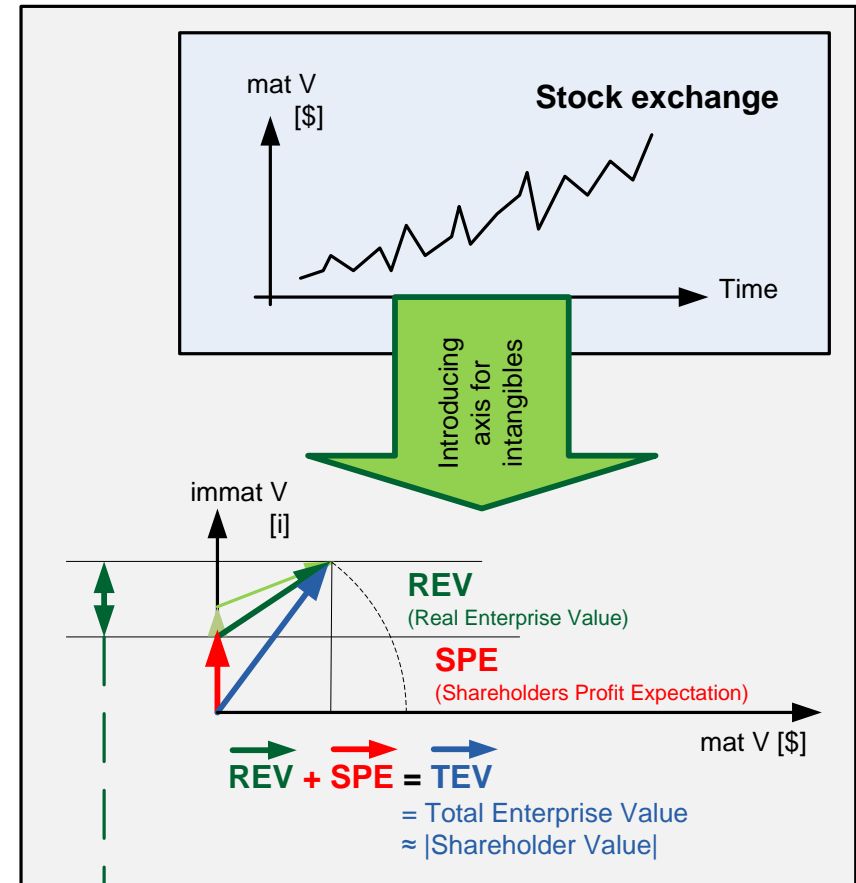 mat V
[$]
Stock exchange
Time
Introducing
axis for
intangibles
immat V
[i]
REV
(Real Enterprise Value)
SPE
(Shareholders Profit Expectation)
mat V [$]
REV + SPE = TEV
= Total Enterprise Value
≈ |Shareholder Value|